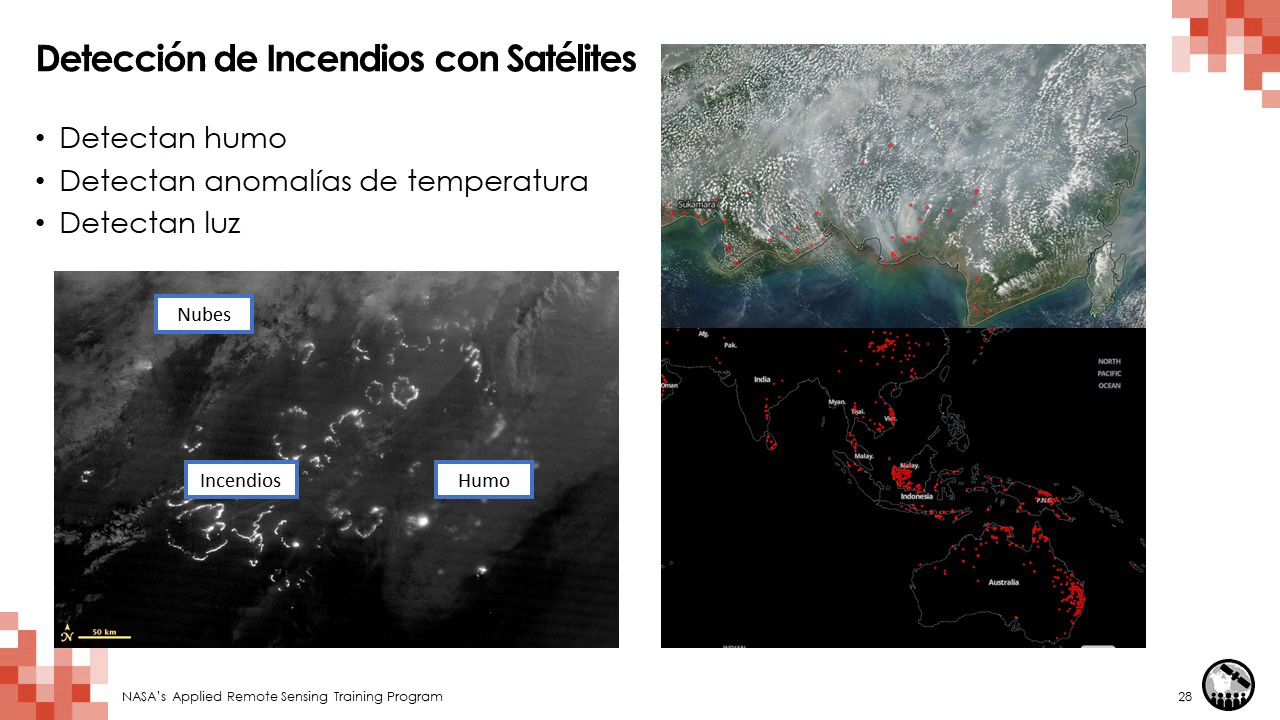 Detección de Incendios con Satélites
• Detectan humo
• Detectan anomalías de temperatura
• Detectan luz
Nubes
Incendios
Humo
N
50 km
Sukamara
Afg.
Pak.
Oman
India
Myan.
Thai.
Vie.
Malay.
Malay.
Indonesia
P.N.G.
Australia
NORTH
PACIFIC
OCEAN
INDIAN
NASA's Applied Remote Sensing Training Program
28